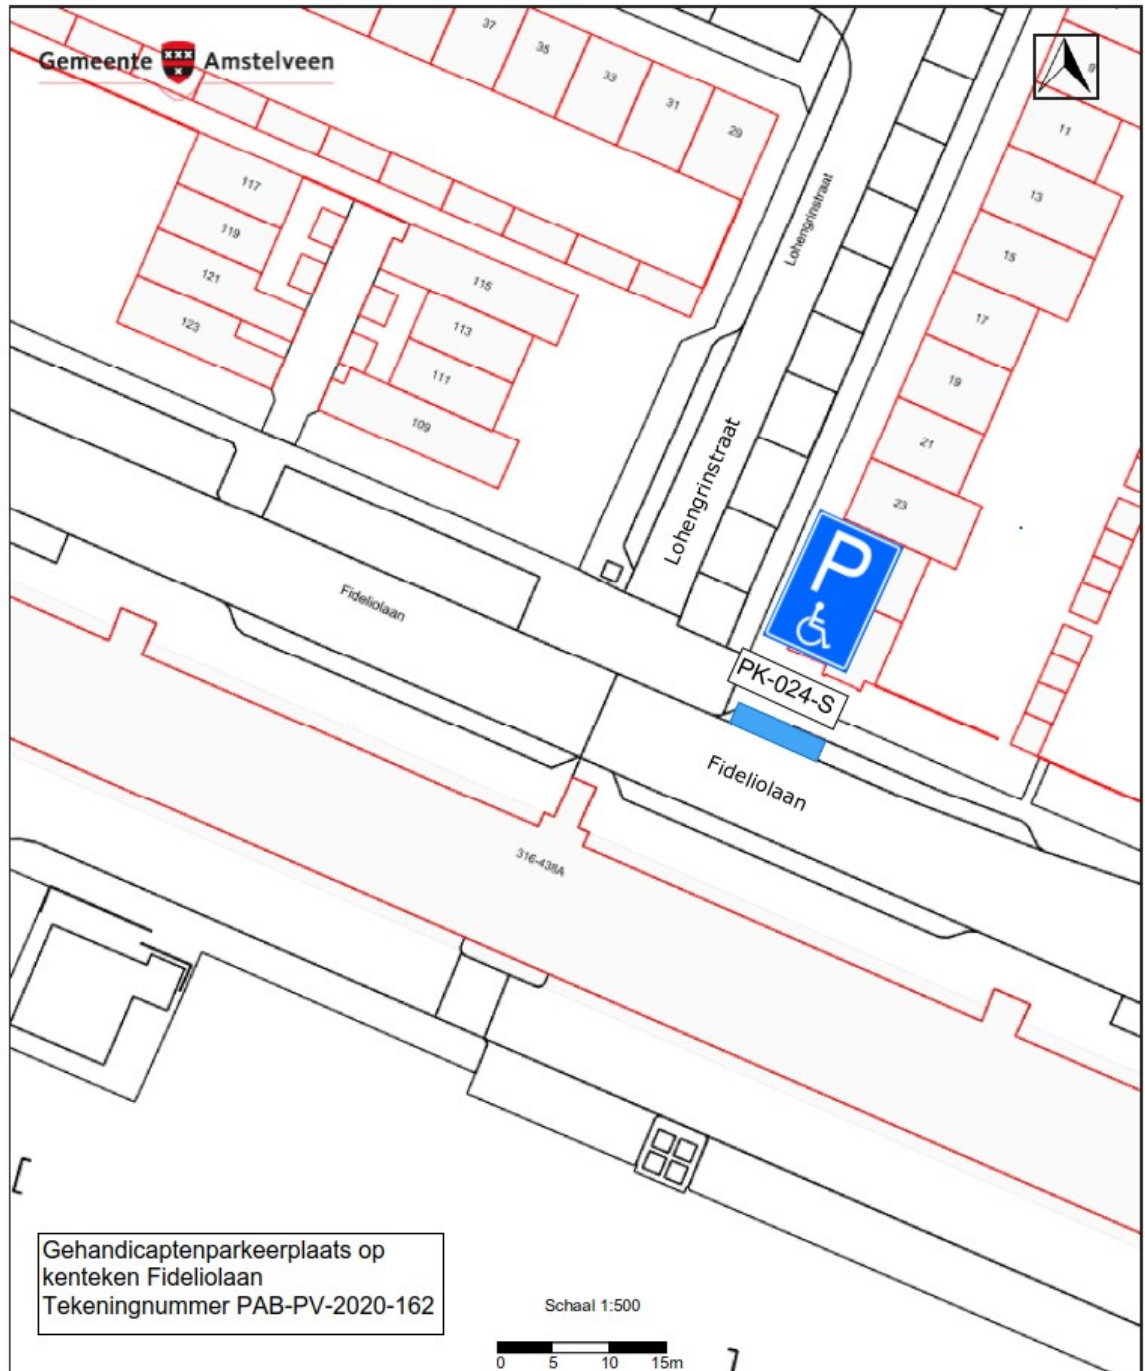 Gemeente Amstelveen
37
35
33
31
29
9
11
13
15
17
19
21
23
117
119
121
123
115
113
111
109
Lohengrinstraat
Lohengrinstraat
P
PK-024-S
Fideliolaan
Fideliolaan
316-438A
Gehandicaptenparkeerplaats op
kenteken Fideliolaan
Tekeningnummer PAB-PV-2020-162
Schaal 1:500
0 5 10 15m